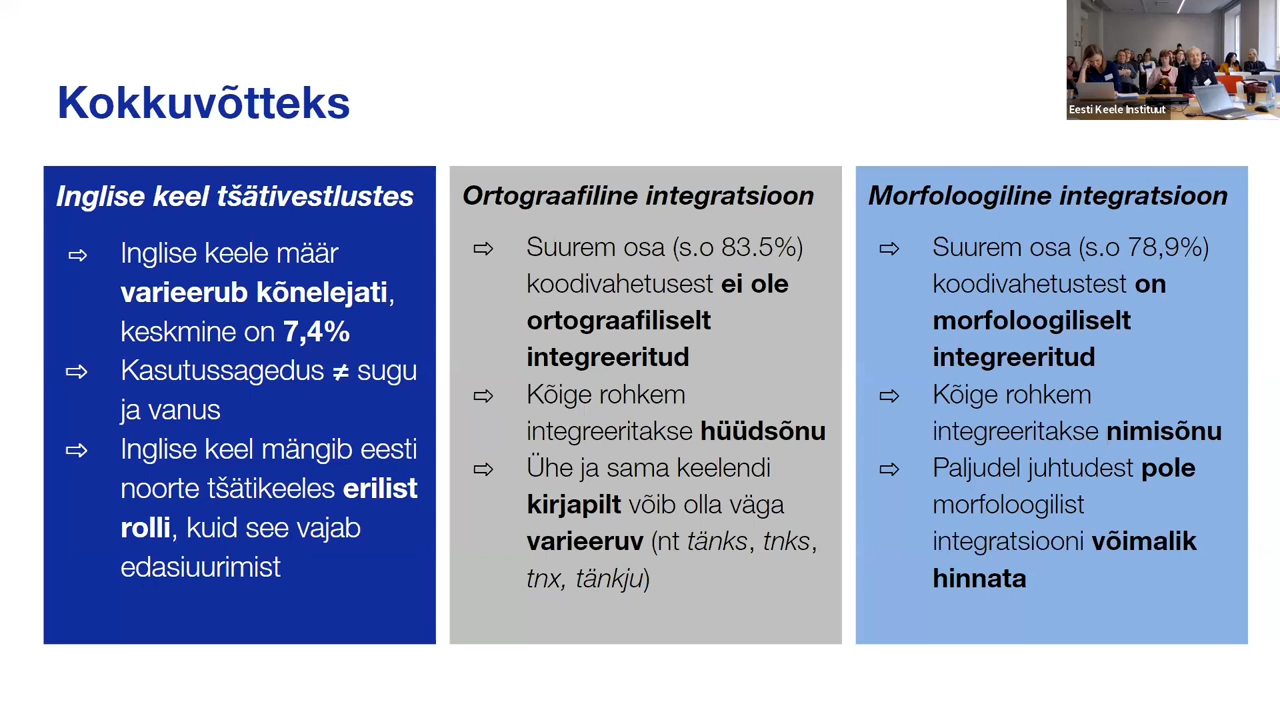 Eesti Keele Instituut
Kokkuvõtteks
Inglise keel tšätivestlustes
⇨ Inglise keele määr
varieerub kõnelejati,
keskmine on 7,4%
⇨ Kasutussagedus ≠ sugu
ja vanus
⇨ Inglise keel mängib eesti
noorte tšätikeeles erilist
rolli, kuid see vajab
edasiuurimist
Ortograafiline integratsioon
⇨ Suurem osa (s.o 83.5%)
koodivahetusest ei ole
ortograafiliselt
integreeritud
⇨ Kõige rohkem
integreeritakse hüüdsõnu
⇨ Ühe ja sama keelendi
kirjapilt võib olla väga
varieeruv (nt tänks, tnks,
tnx, tänkju)
Morfoloogiline integratsioon
⇨ Suurem osa (s.o 78,9%)
koodivahetustest on
morfoloogiliselt
integreeritud
⇨ Kõige rohkem
integreeritakse nimisõnu
⇨ Paljudel juhtudest pole
morfoloogilist
integratsiooni võimalik
hinnata